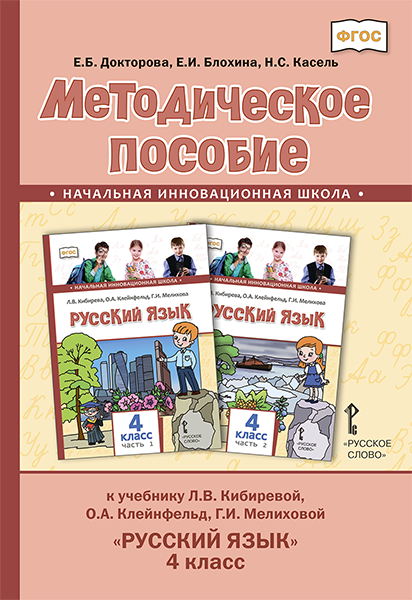 ФГОС
Е.Б. Докторова, Е.И. Блохина, Н.С. Касель
Методическое
пособие
• НАЧАЛЬНАЯ ИННОВАЦИОННАЯ ШКОЛА •
ФГОС
НАЧАЛЬНАЯ ИННОВАЦИОННАЯ ШКОЛА •
Л.В. Кибирева, О.А. Клейнфельд, Г.И. Мелихова
РУССКИЙ ЯЗЫК
4
КЛАСС
часть 1
«РУССКОЕ
СЛОВО»
НАЧАЛЬНАЯ ИННОВАЦИОННАЯ ШКОЛА •
Кибирева, О.А. Клейнфельд, Г.И. Мелихова
РУССКИЙ ЯЗЫК
4
КЛАСС
часть 2
«РУССКОЕ
СЛОВО»
«РУССКОЕ
СЛОВО»
к учебнику Л.В. Кибиревой,
О.А. Клейнфельд, Г.И. Мелиховой
«РУССКИЙ ЯЗЫК»
4 класс